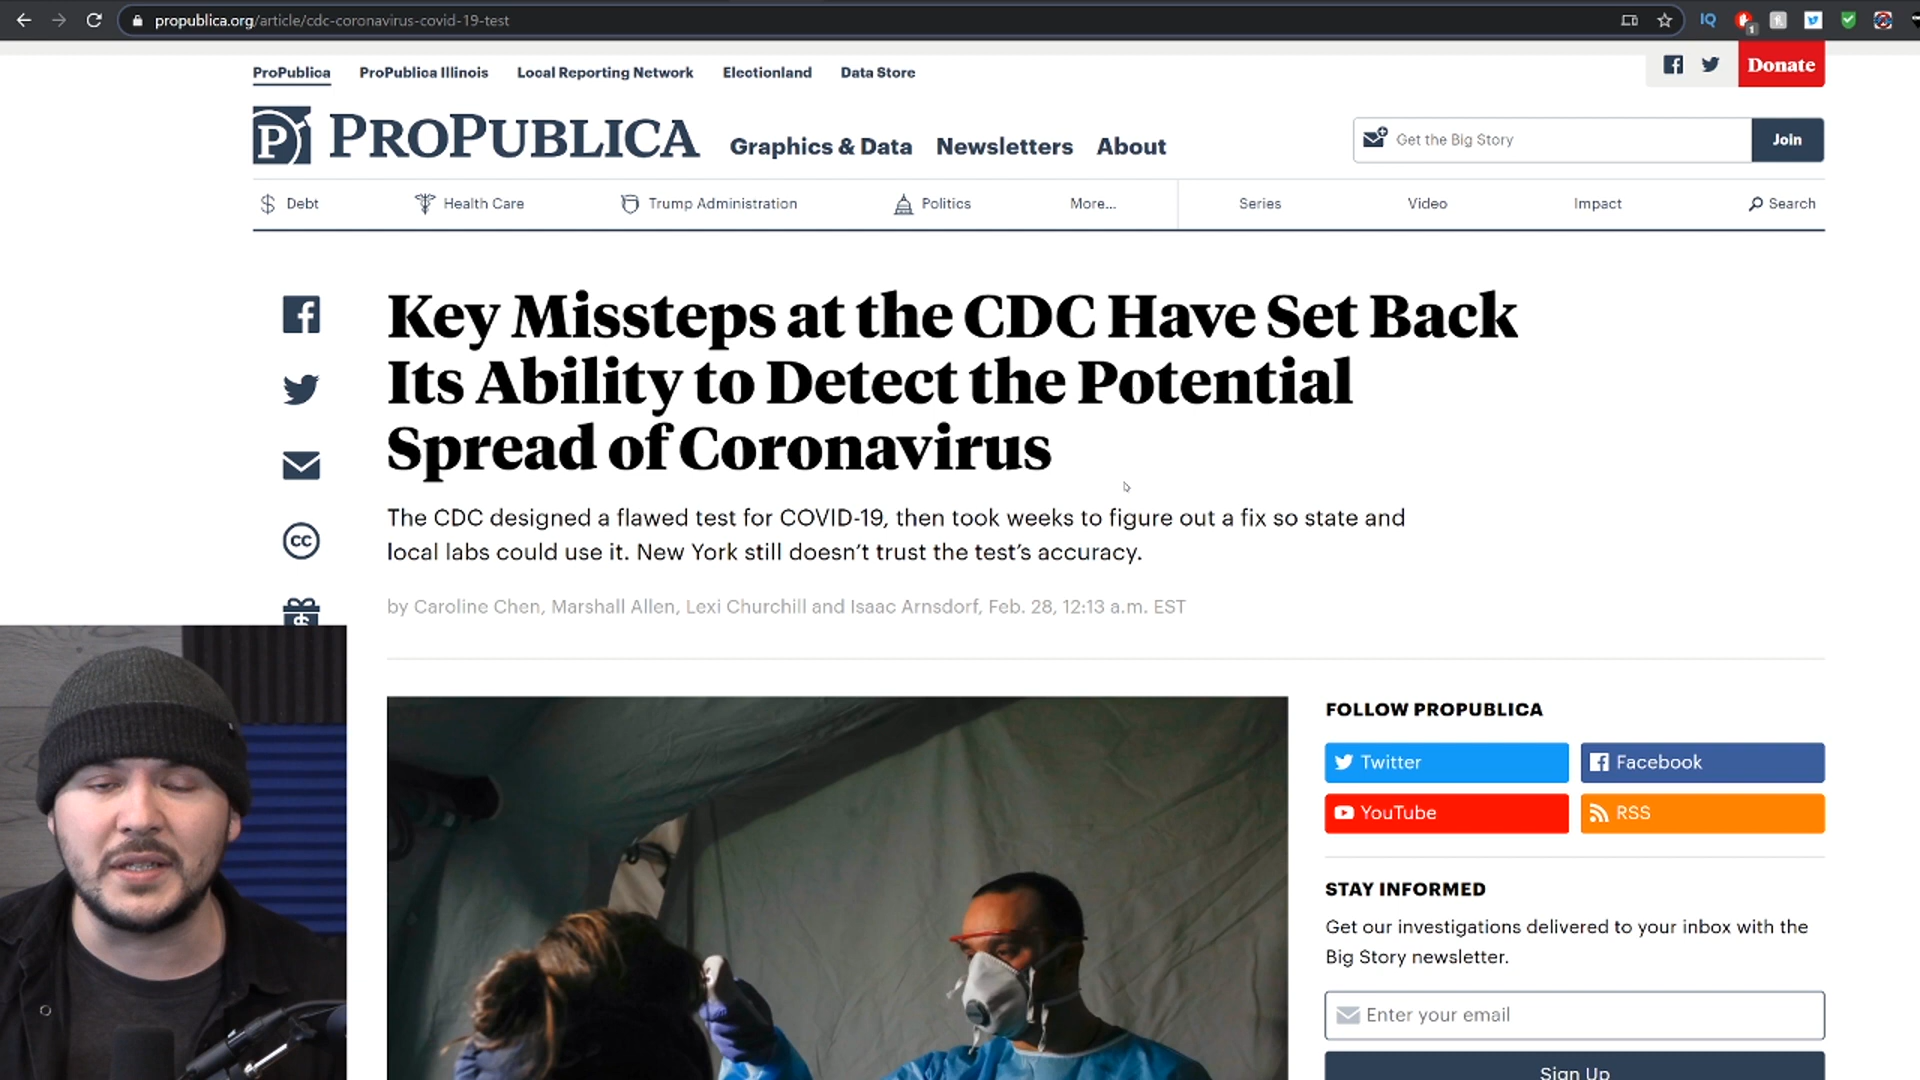 propublica.org/article/cdc-coronavirus-covid-19-test
IQ
1
ProPublica
ProPublica Illinois
Local Reporting Network
Electionland
Data Store
Donate
P
PROPUBLICA
Graphics & Data
Newsletters
About
Get the Big Story
Join
Debt
Health Care
Trump Administration
Politics
More...
Series
Video
Impact
Search
Key Missteps at the CDC Have Set Back
Its Ability to Detect the Potential
Spread of Coronavirus
The CDC designed a flawed test for COVID-19, then took weeks to figure out a fix so state and
local labs could use it. New York still doesn’t trust the test’s accuracy.
by Caroline Chen, Marshall Allen, Lexi Churchill and Isaac Arnsdorf, Feb. 28, 12:13 a.m. EST
cc
$
FOLLOW PROPUBLICA
Twitter
Facebook
YouTube
RSS
STAY INFORMED
Get our investigations delivered to your inbox with the
Big Story newsletter.
Enter your email
Sign Up